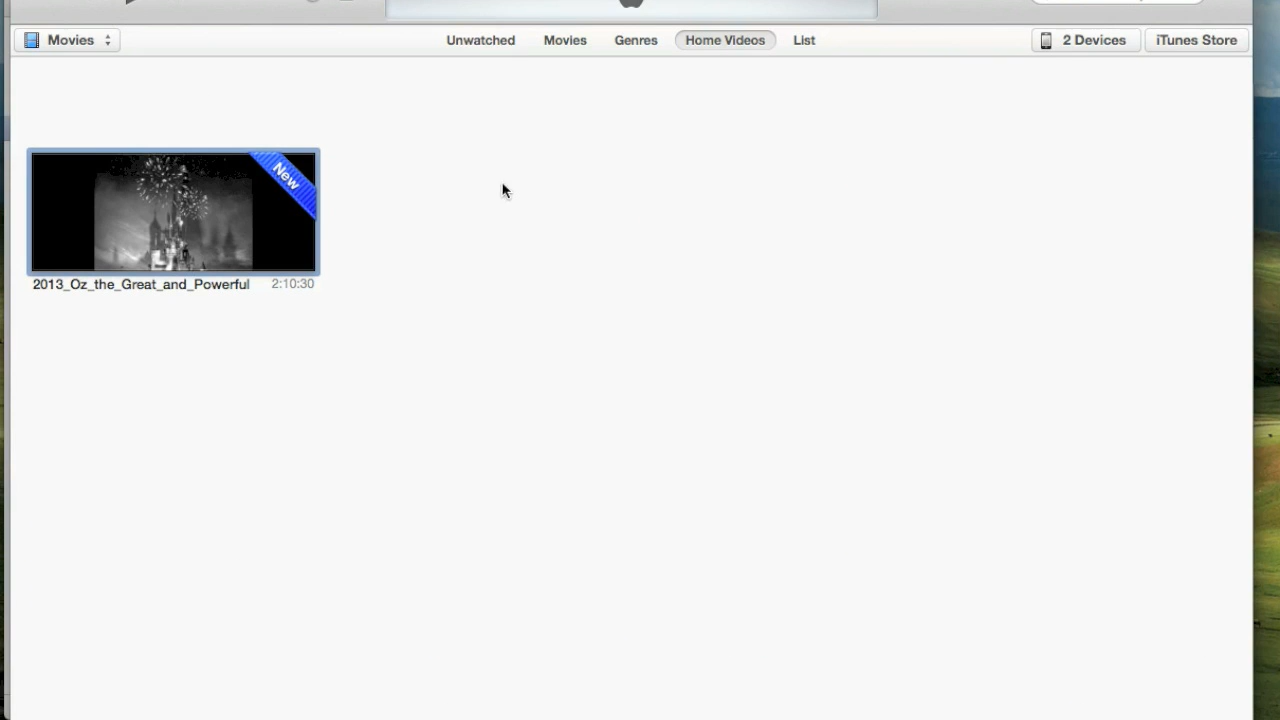 Movies
Unwatched
Movies
Genres
Home Videos
List
2 Devices
iTunes Store
New
2013_Oz_the_Great_and_Powerful
2:10:30